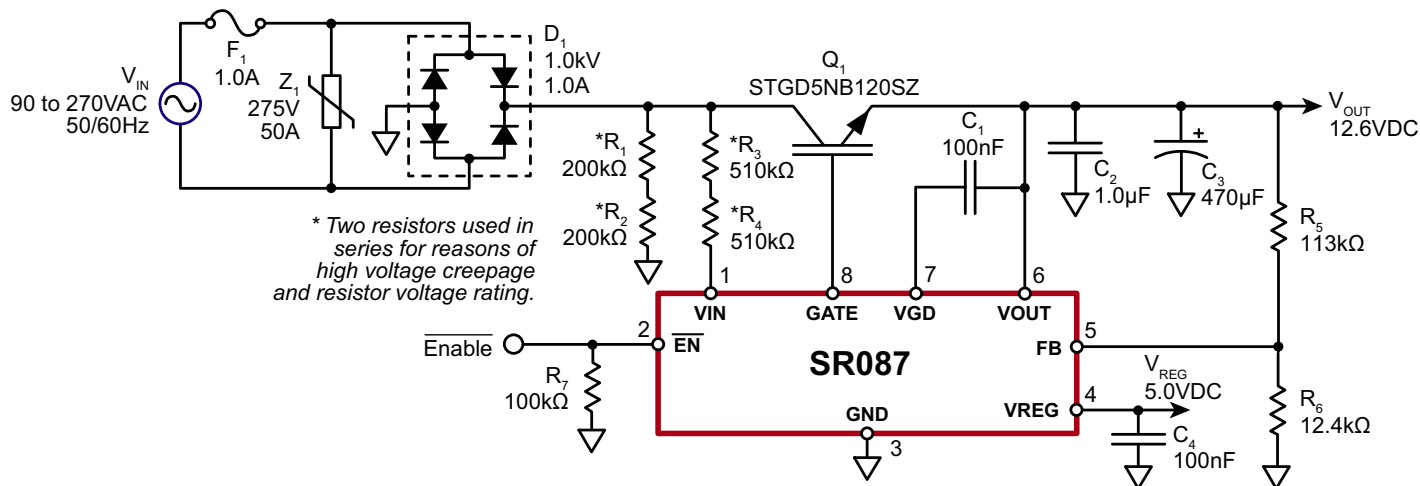 F1
1.0A
VIN
90 to 270VAC
50/60Hz
Z1
275V
50A
D1
1.0kV
1.0A
Q1
STGD5NB120SZ
*R1
200kΩ
*R2
200kΩ
*R3
510kΩ
*R4
510kΩ
C1
100nF
C2
1.0µF
+
C3
470µF
VOUT
12.6VDC
R5
113kΩ
* Two resistors used in
series for reasons of
high voltage creepage
and resistor voltage rating.
1
8
7
6
VIN
GATE
VGD
VOUT
Enable
2
EN
SR087
FB
5
R7
100kΩ
GND
3
VREG
4
VREG
5.0VDC
C4
100nF
R6
12.4kΩ